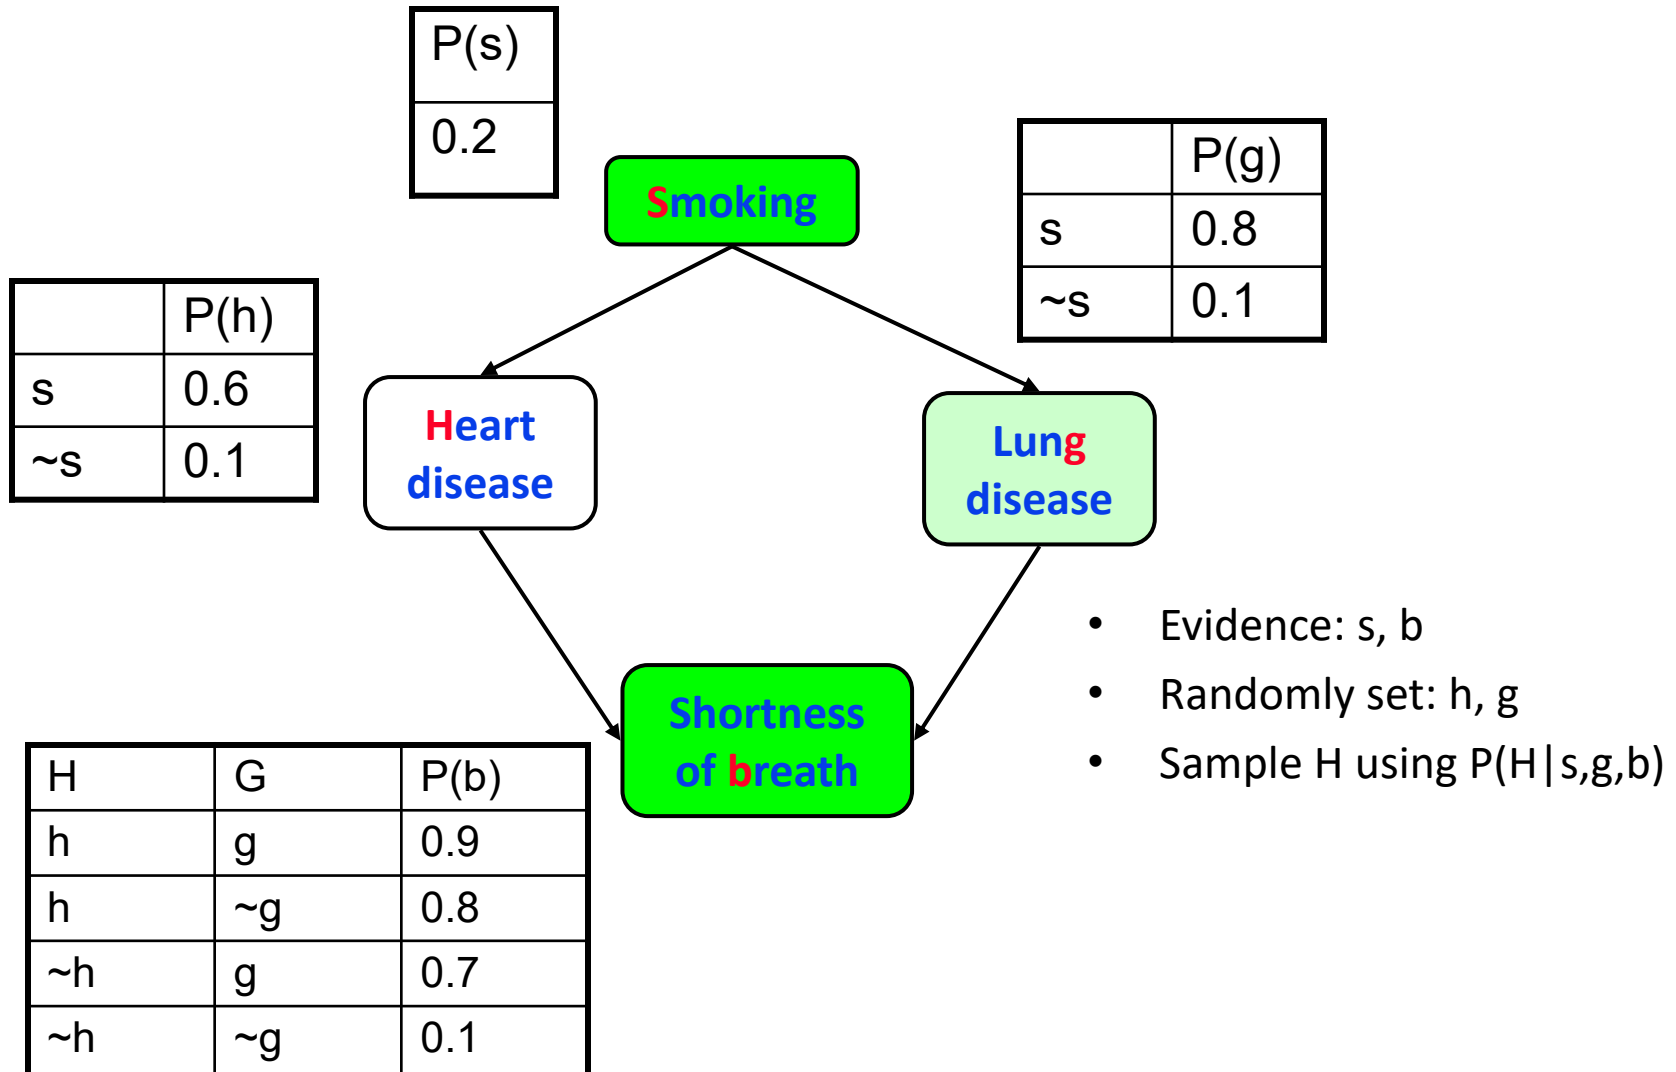 P(s)
0.2
Smoking
P(g)
s 0.8
~s 0.1
P(h)
s 0.6
~s 0.1
Heart
disease
Lung
disease
• Evidence: s, b
• Randomly set: h, g
• Sample H using P(H|s,g,b)
Shortness
of breath
H G P(b)
h g 0.9
h ~g 0.8
~h g 0.7
~h ~g 0.1